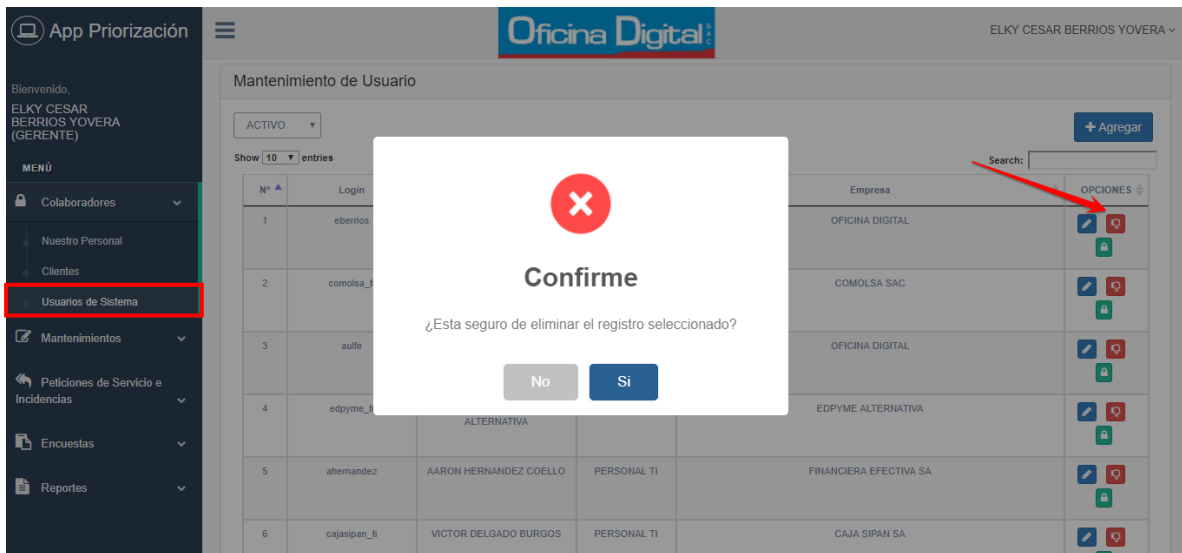 App Priorización
Oficina Digital SAC
ELKY CESAR BERRIOS YOVERA
Bienvenido,
ELKY CESAR
BERRIOS YOVERA
(GERENTE)
MENÚ
Colaboradores
Nuestro Personal
Clientes
Usuarios de Sistema
Mantenimientos
Peticiones de Servicio e
Incidencias
Encuestas
Reportes
Mantenimiento de Usuario
ACTIVO
+ Agregar
Show 10 entries
Search:
N° Login Empresa OPCIONES
1 eberrios OFICINA DIGITAL
2 comolsa_t COMOLSA SAC
3 aulfe OFICINA DIGITAL
4 edpyme_t ALTERNATIVA EDPYME ALTERNATIVA
5 ahernandez AARON HERNANDEZ COELLO PERSONAL TI FINANCIERA EFECTIVA SA
6 cajasipan_ti VICTOR DELGADO BURGOS PERSONAL TI CAJA SIPAN SA
Confirme
¿Esta seguro de eliminar el registro seleccionado?
No
Si